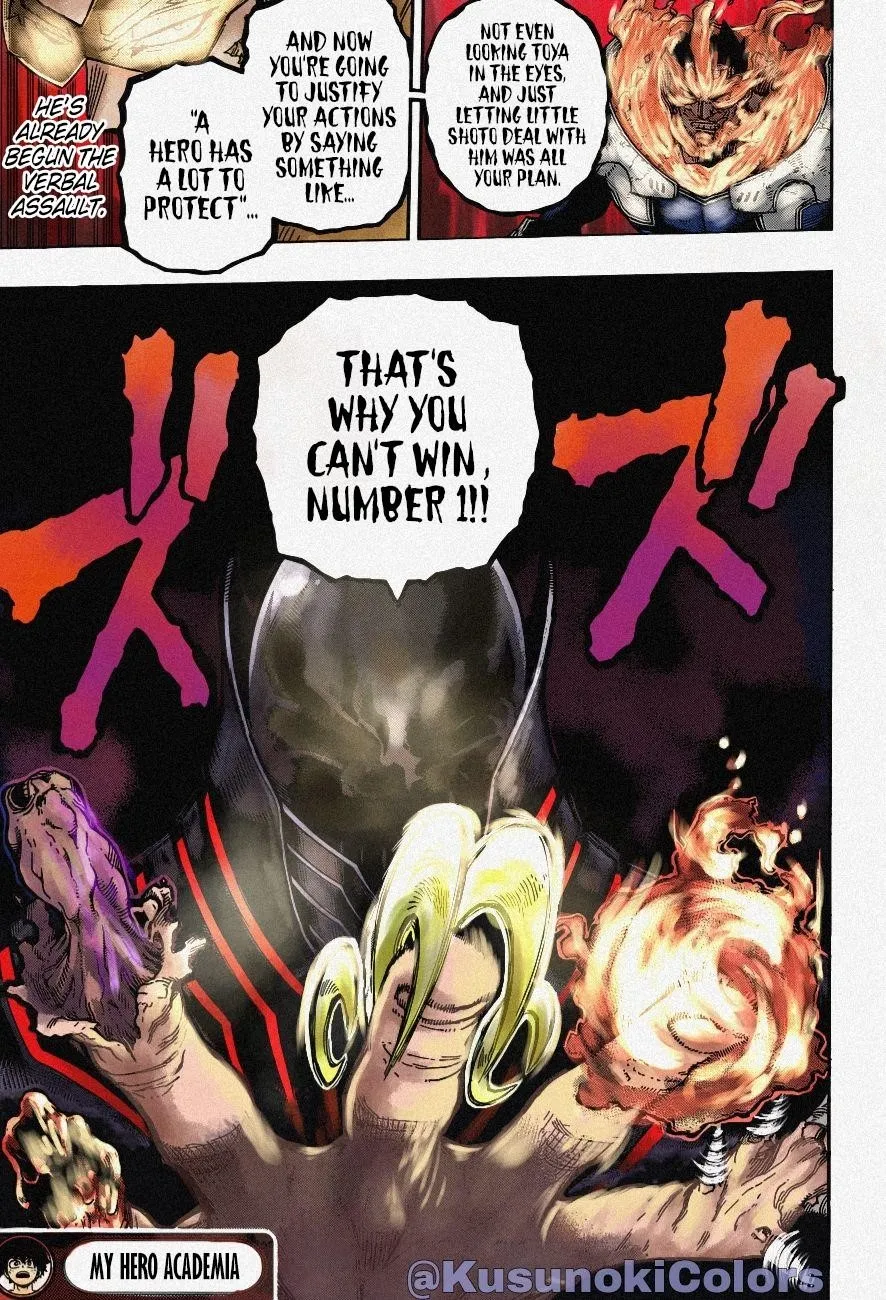 NOT EVEN
LOOKING TOYA
IN THE EYES,
AND JUST
LETTING LITTLE
SHOTO DEAL WITH
HIM WAS ALL
YOUR PLAN.
AND NOW
YOU'RE GOING
TO JUSTIFY
YOUR ACTIONS
BY SAYING
SOMETHING
LIKE...
"A
HERO HAS
A LOT TO
PROTECT"...
HE'S
ALREADY
BEGUN THE
VERBAL
ASSAULT.
THAT'S
WHY YOU
CAN'T WIN,
NUMBER 1!!
ズズ
MY HERO ACADEMIA
@KusunokiColors